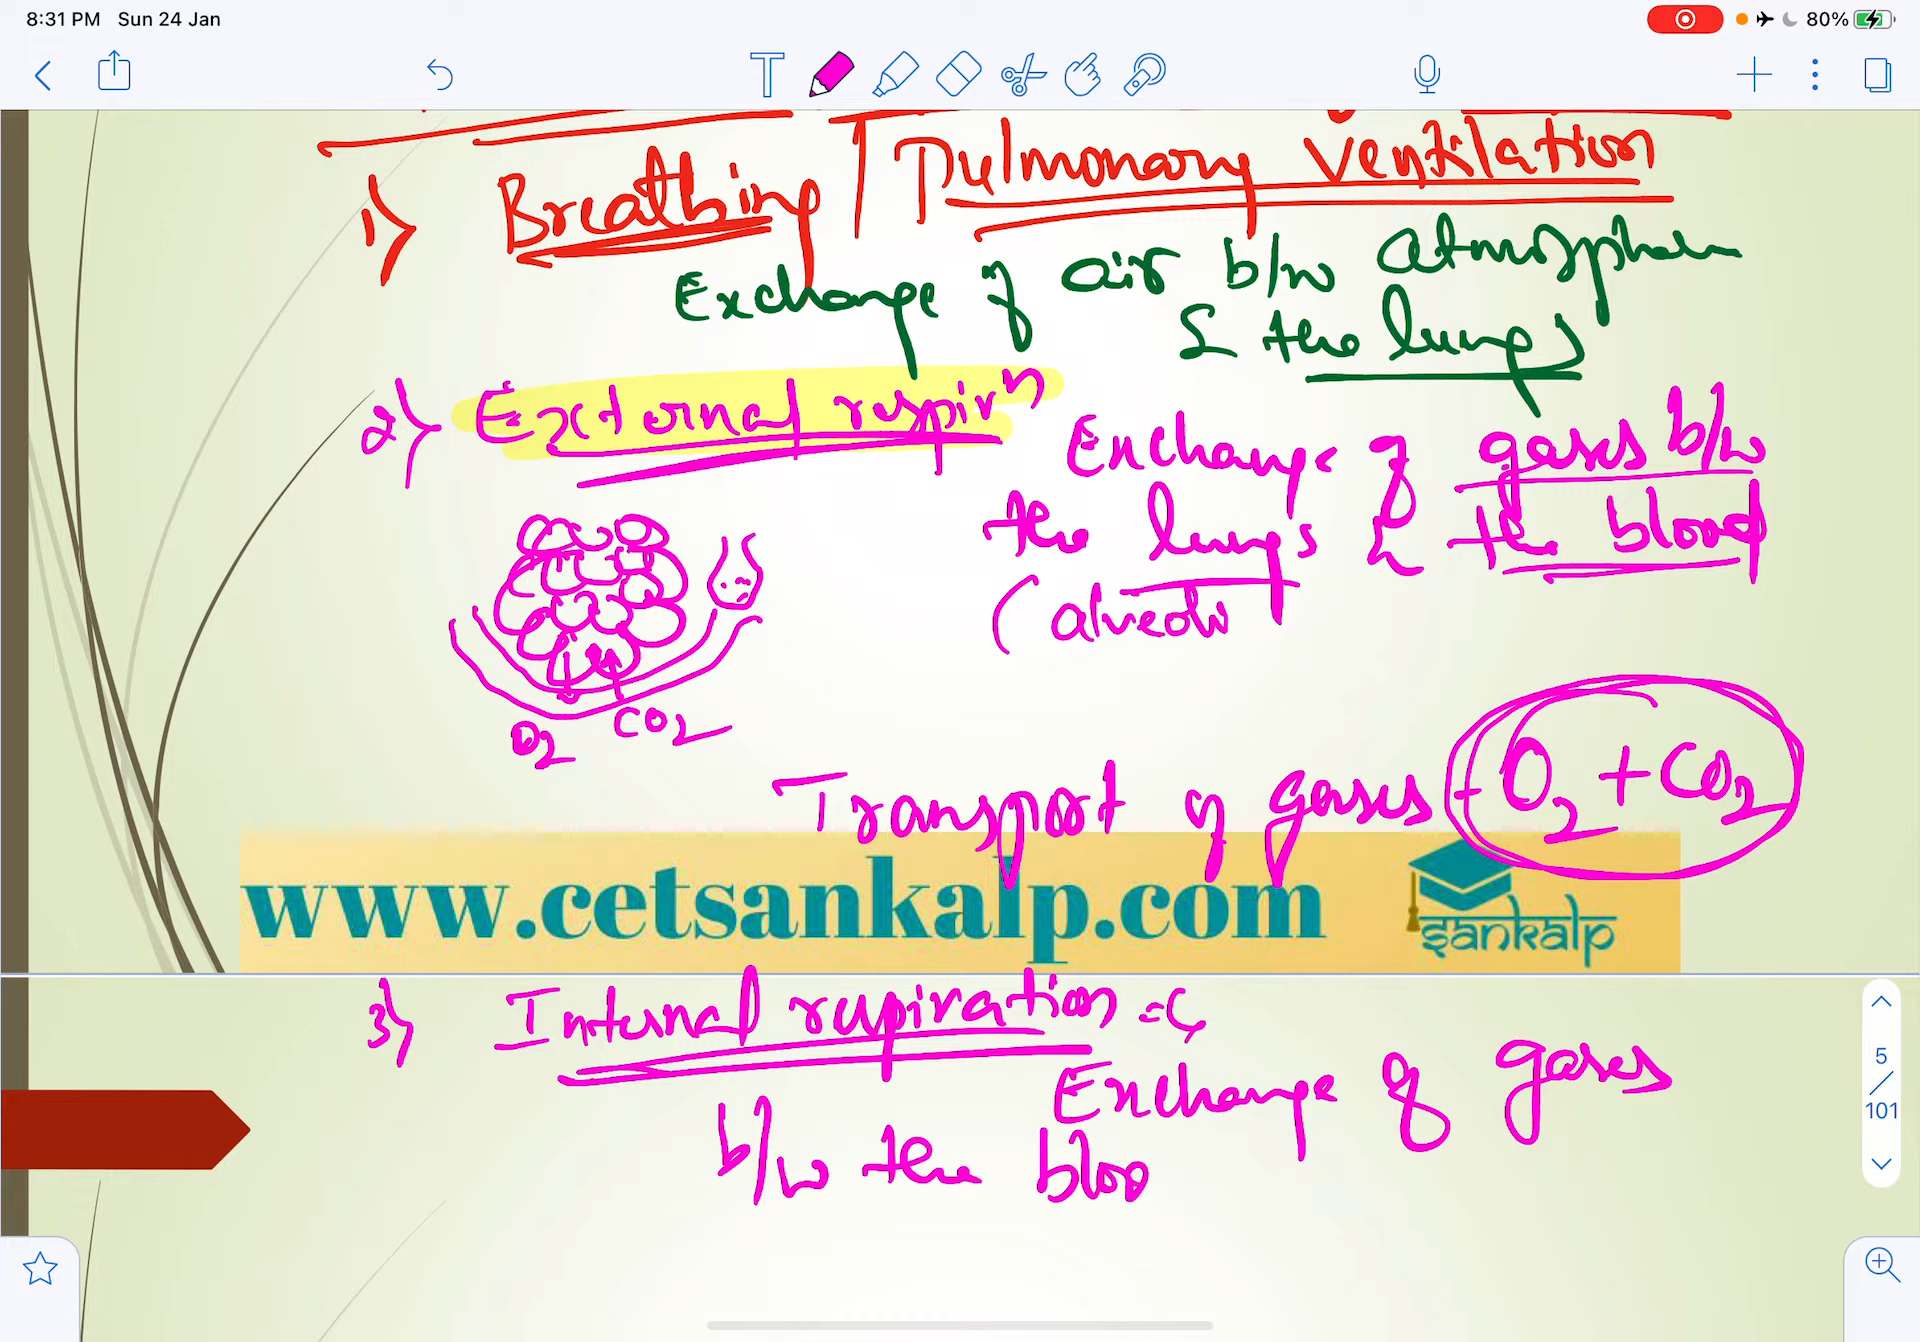 8:31 PM Sun 24 Jan
80%
1) Breathing / Pulmonary Ventilation
Exchange of air b/w atmosphere
& the lungs
2) External respirn
Exchange of gases b/w
the lungs & the blood
(alveoli
O2 CO2
Transport of gases - O2 + CO2
www.cetsankalp.com
sankalp
3) Internal respiration =
Exchange of gases
b/w the bloo
5
/
101